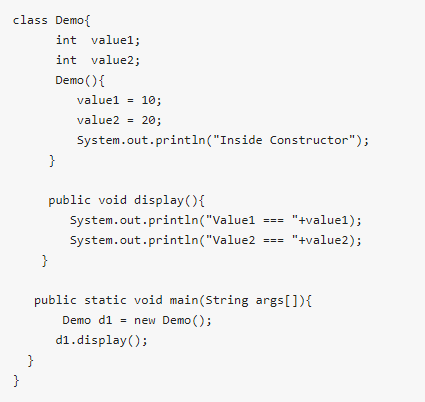 class Demo{
      int  value1;
      int  value2;
      Demo(){
         value1 = 10;
         value2 = 20;
         System.out.println("Inside Constructor");
     }

     public void display(){
        System.out.println("Value1 === "+value1);
        System.out.println("Value2 === "+value2);
    }

   public static void main(String args[]){
       Demo d1 = new Demo();
      d1.display();
  }
}